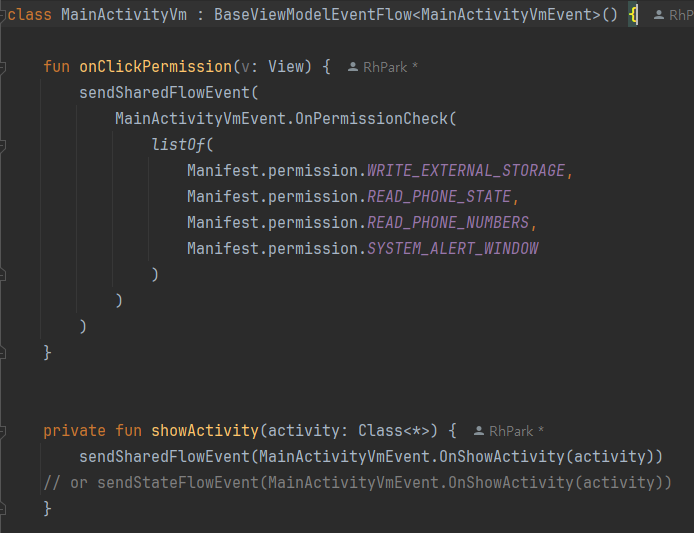 class MainActivityVm : BaseViewModelEventFlow<MainActivityVmEvent>() { RhP
fun onClickPermission(v: View) { RhPark *
sendSharedFlowEvent(
MainActivityVmEvent.OnPermissionCheck(
listOf(
Manifest.permission.WRITE_EXTERNAL_STORAGE,
Manifest.permission.READ_PHONE_STATE,
Manifest.permission.READ_PHONE_NUMBERS,
Manifest.permission.SYSTEM_ALERT_WINDOW
)
)
)
}
private fun showActivity(activity: Class<*>) { RhPark *
sendSharedFlowEvent(MainActivityVmEvent.OnShowActivity(activity))
// or sendStateFlowEvent(MainActivityVmEvent.OnShowActivity(activity))
}